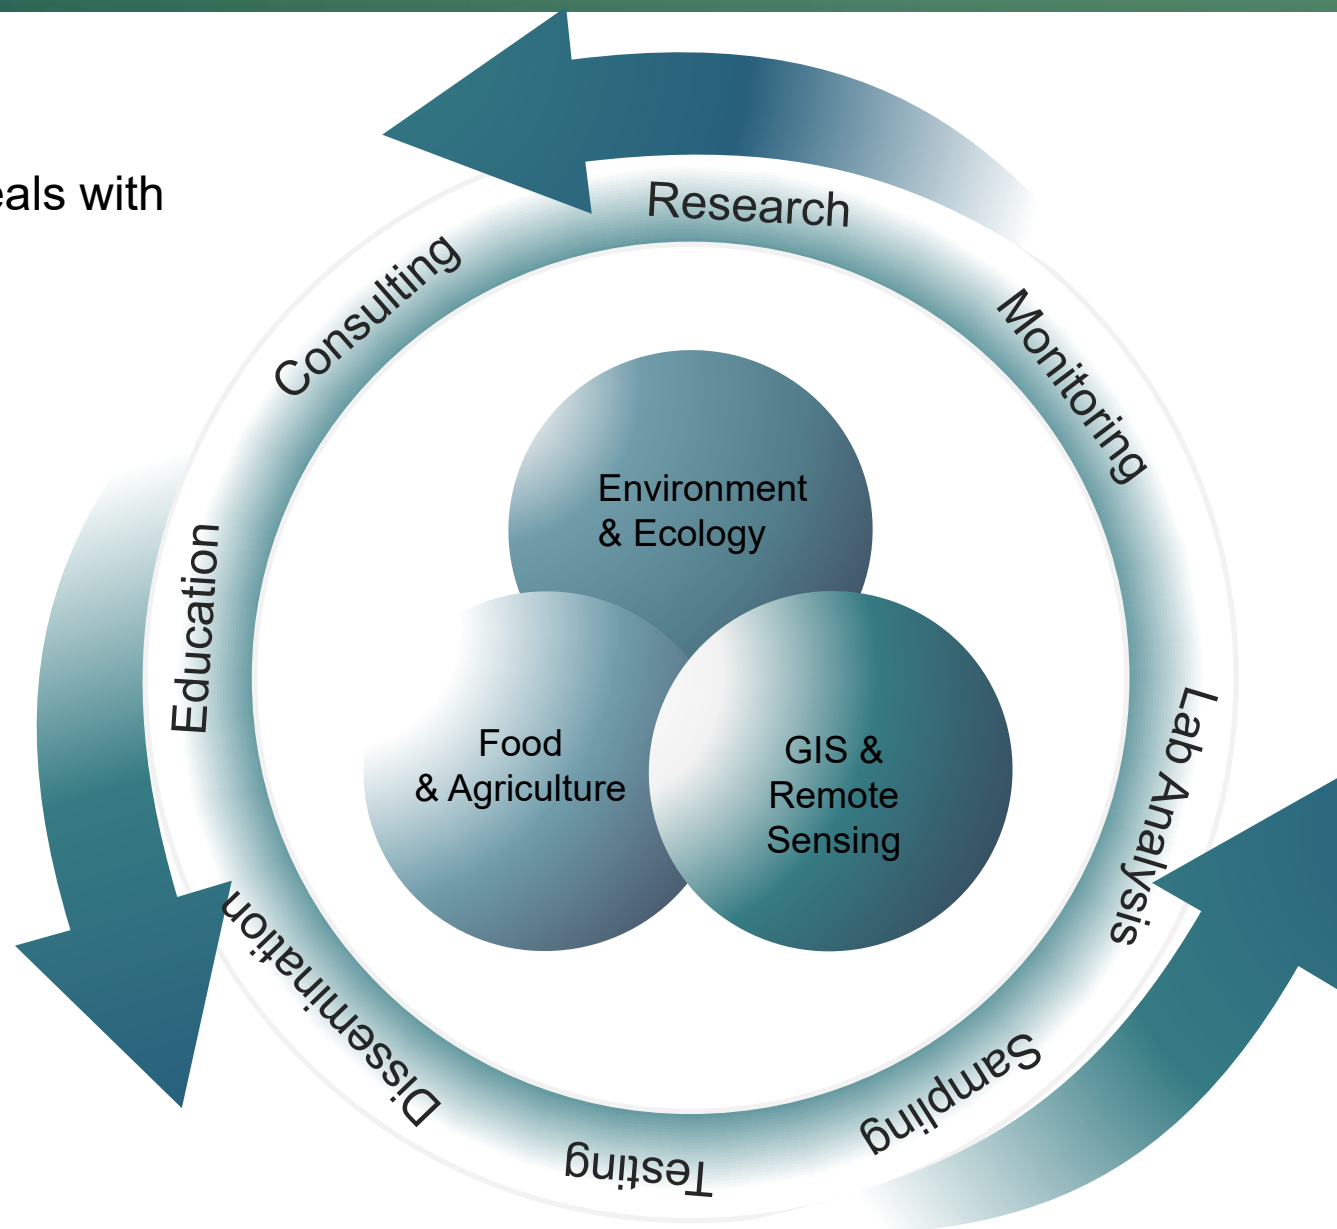 eals with
Research
Monitoring
Lab Analysis
Sampling
Testing
Dissemination
Education
Consulting
Environment
& Ecology
Food
& Agriculture
GIS &
Remote
Sensing